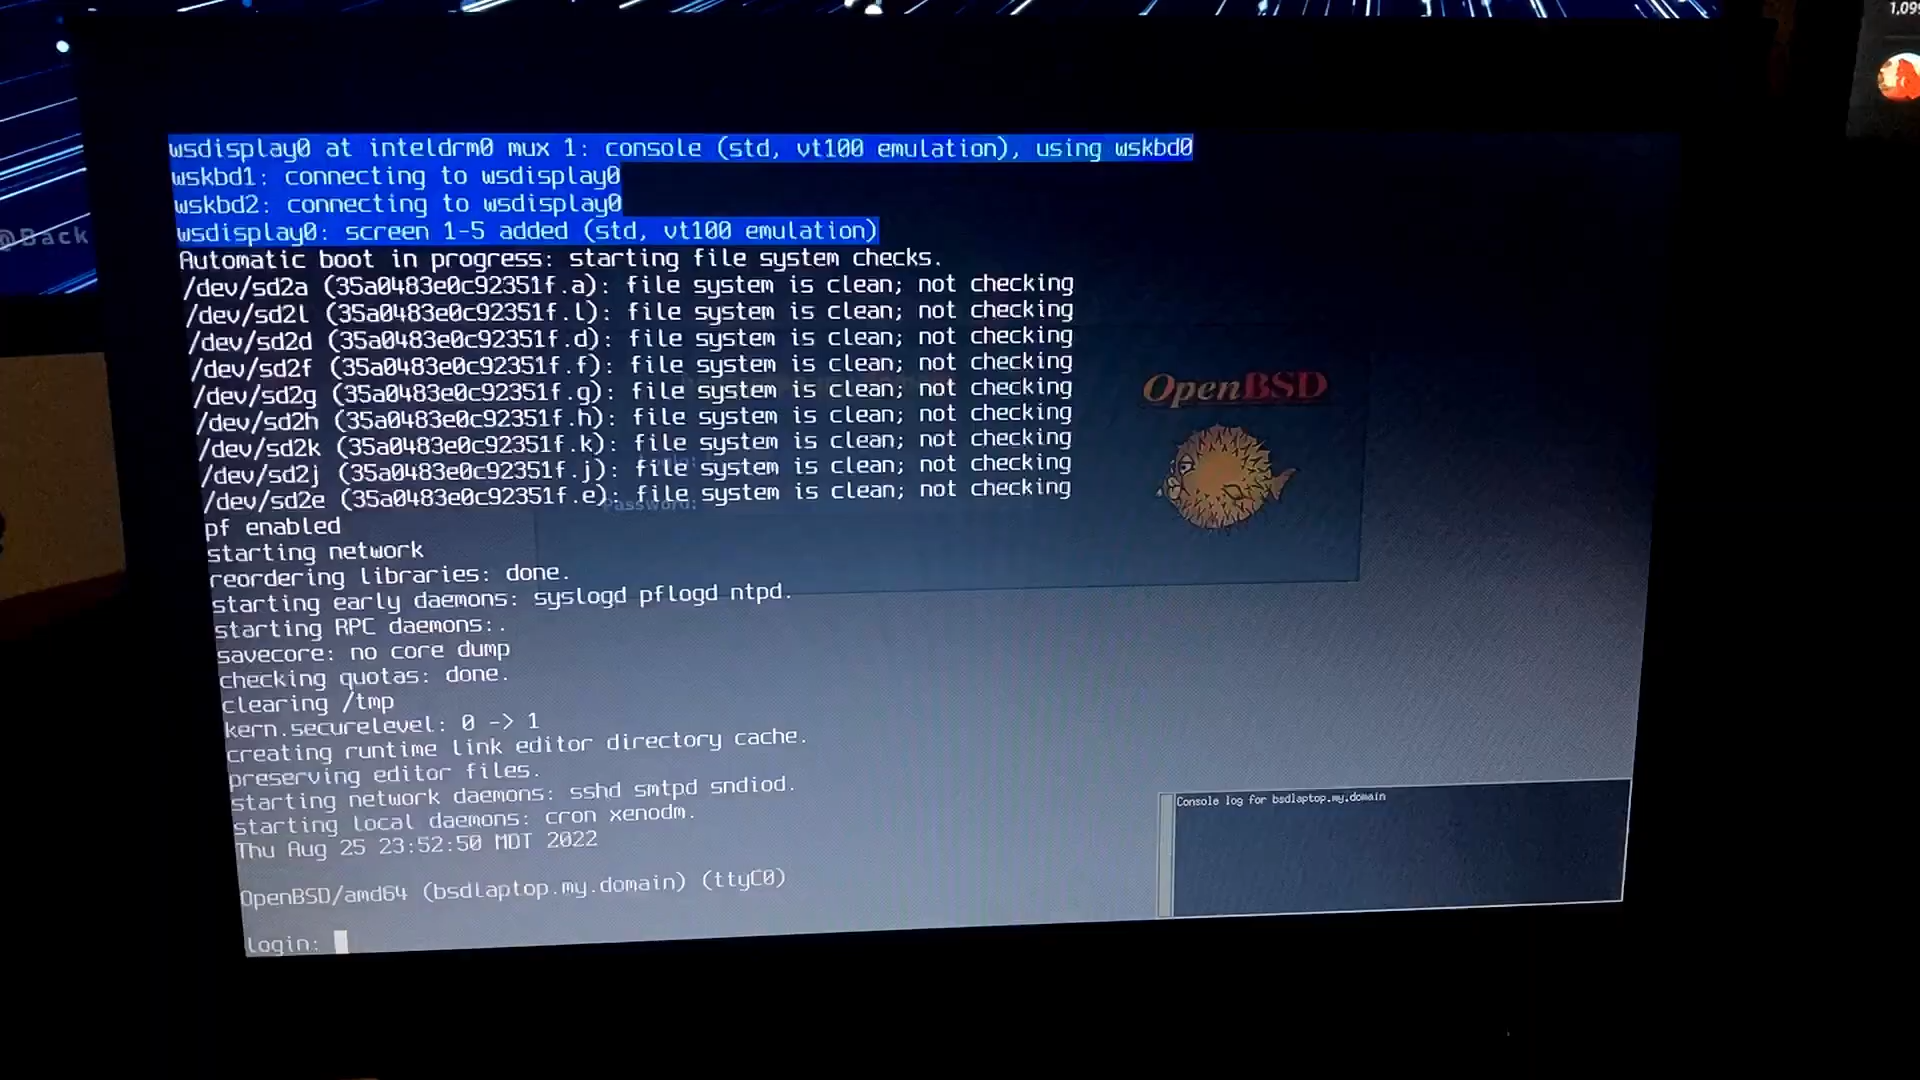 1,09
@Back
wsdisplay0 at inteldrm0 mux 1: console (std, vt100 emulation), using wskbd0
wskbd1: connecting to wsdisplay0
wskbd2: connecting to wsdisplay0
wsdisplay0: screen 1-5 added (std, vt100 emulation)
Automatic boot in progress: starting file system checks.
/dev/sd2a (35a0483e0c92351f.a): file system is clean; not checking
/dev/sd2l (35a0483e0c92351f.l): file system is clean; not checking
/dev/sd2d (35a0483e0c92351f.d): file system is clean; not checking
/dev/sd2f (35a0483e0c92351f.f): file system is clean; not checking
/dev/sd2g (35a0483e0c92351f.g): file system is clean; not checking
/dev/sd2h (35a0483e0c92351f.h): file system is clean; not checking
/dev/sd2k (35a0483e0c92351f.k): file system is clean; not checking
/dev/sd2j (35a0483e0c92351f.j): file system is clean; not checking
/dev/sd2e (35a0483e0c92351f.e): file system is clean; not checking
pf enabled
starting network
reordering libraries: done.
starting early daemons: syslogd pflogd ntpd.
starting RPC daemons:.
savecore: no core dump
checking quotas: done.
clearing /tmp
kern.securelevel: 0 -> 1
creating runtime link editor directory cache.
preserving editor files.
starting network daemons: sshd smtpd sndiod.
starting local daemons: cron xenodm.
Thu Aug 25 23:52:50 MDT 2022
OpenBSD/amd64 (bsdlaptop.my.domain) (ttyC0)
login:
OpenBSD
Password:
Console log for bsdlaptop.my.domain